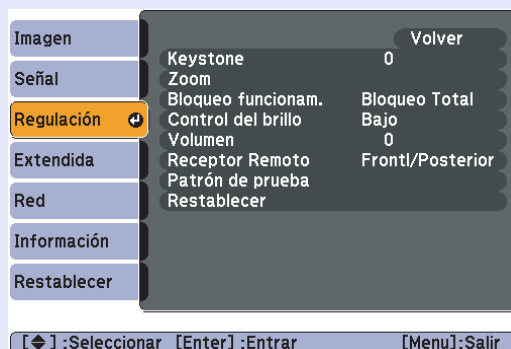 Imagen
Señal
Regulación
Extendida
Red
Información
Restablecer
Volver
Keystone 0
Zoom
Bloqueo funcionam. Bloqueo Total
Control del brillo Bajo
Volumen 0
Receptor Remoto Frontl/Posterior
Patrón de prueba
Restablecer
[ ] :Seleccionar [Enter] :Entrar [Menu]:Salir